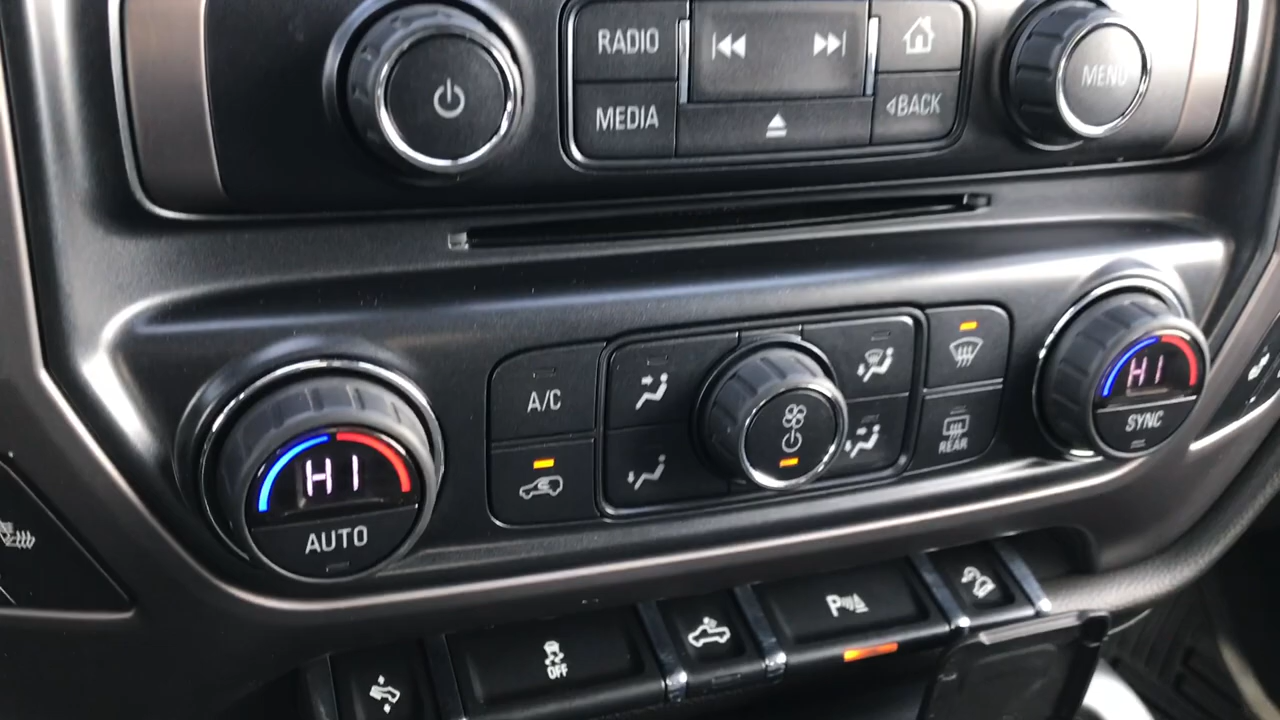 RADIO
MEDIA
BACK
MENU
A/C
HI
AUTO
REAR
HI
SYNC
OFF
P